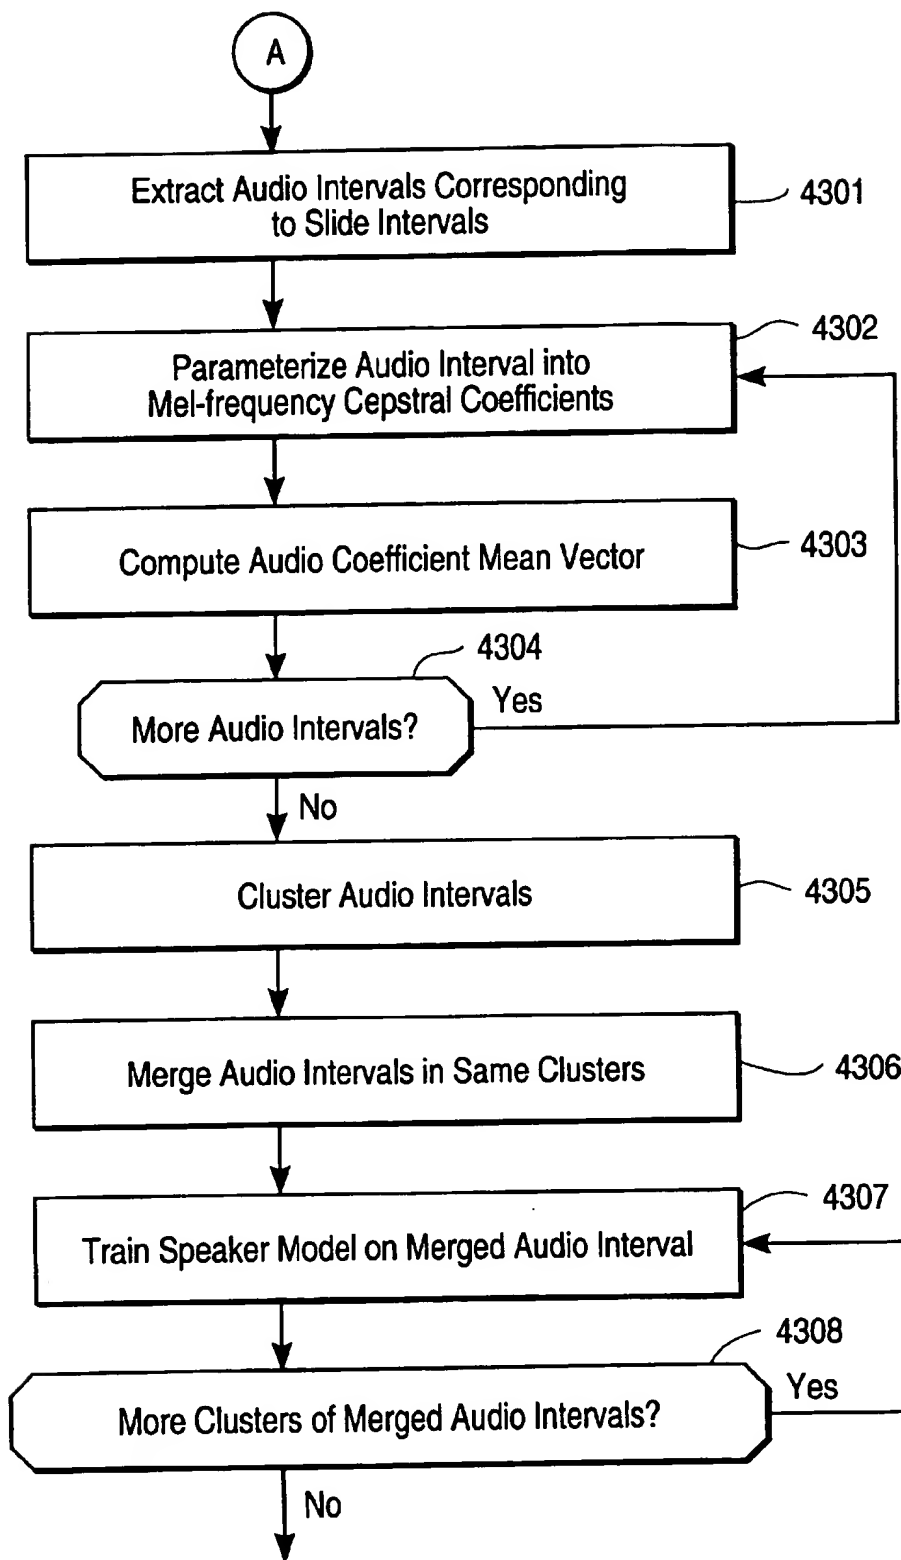 A
Extract Audio Intervals Corresponding
to Slide Intervals
4301
4302
Parameterize Audio Interval into
Mel-frequency Cepstral Coefficients
Compute Audio Coefficient Mean Vector
4303
4304
More Audio Intervals?
Yes
No
Cluster Audio Intervals
4305
Merge Audio Intervals in Same Clusters
4306
4307
Train Speaker Model on Merged Audio Interval
4308
More Clusters of Merged Audio Intervals?
Yes
No